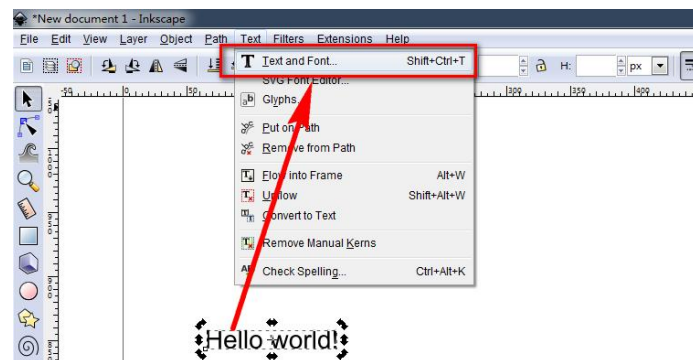 *New document 1 - Inkscape
File Edit View Layer Object Path Text Filters Extensions Help
H: px
T Text and Font... Shift+Ctrl+T
SVG Font Editor...
Glyphs...
Put on Path
Remove from Path
Flow into Frame Alt+W
Unflow Shift+Alt+W
Convert to Text
Remove Manual Kerns
Check Spelling... Ctrl+Alt+K
Hello world!